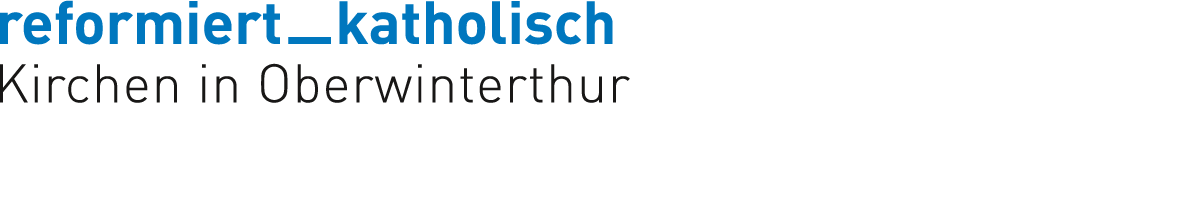 reformiert_katholisch
Kirchen in Oberwinterthur